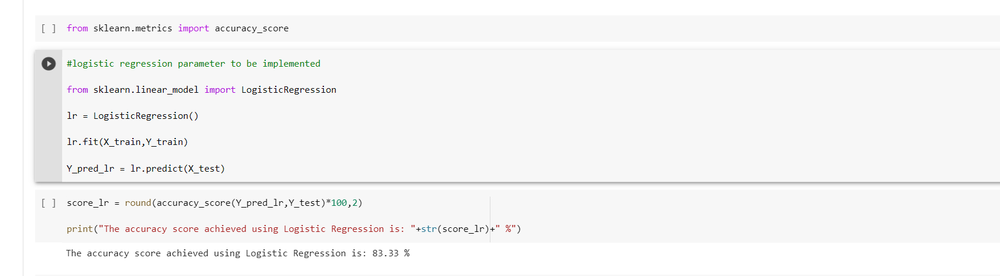 [ ] from sklearn.metrics import accuracy_score
#logistic regression parameter to be implemented
from sklearn.linear_model import LogisticRegression
lr = LogisticRegression()
lr.fit(X_train,Y_train)
Y_pred_lr = lr.predict(X_test)
[ ] score_lr = round(accuracy_score(Y_pred_lr,Y_test)*100,2)
print("The accuracy score achieved using Logistic Regression is: "+str(score_lr)+" %")
The accuracy score achieved using Logistic Regression is: 83.33 %